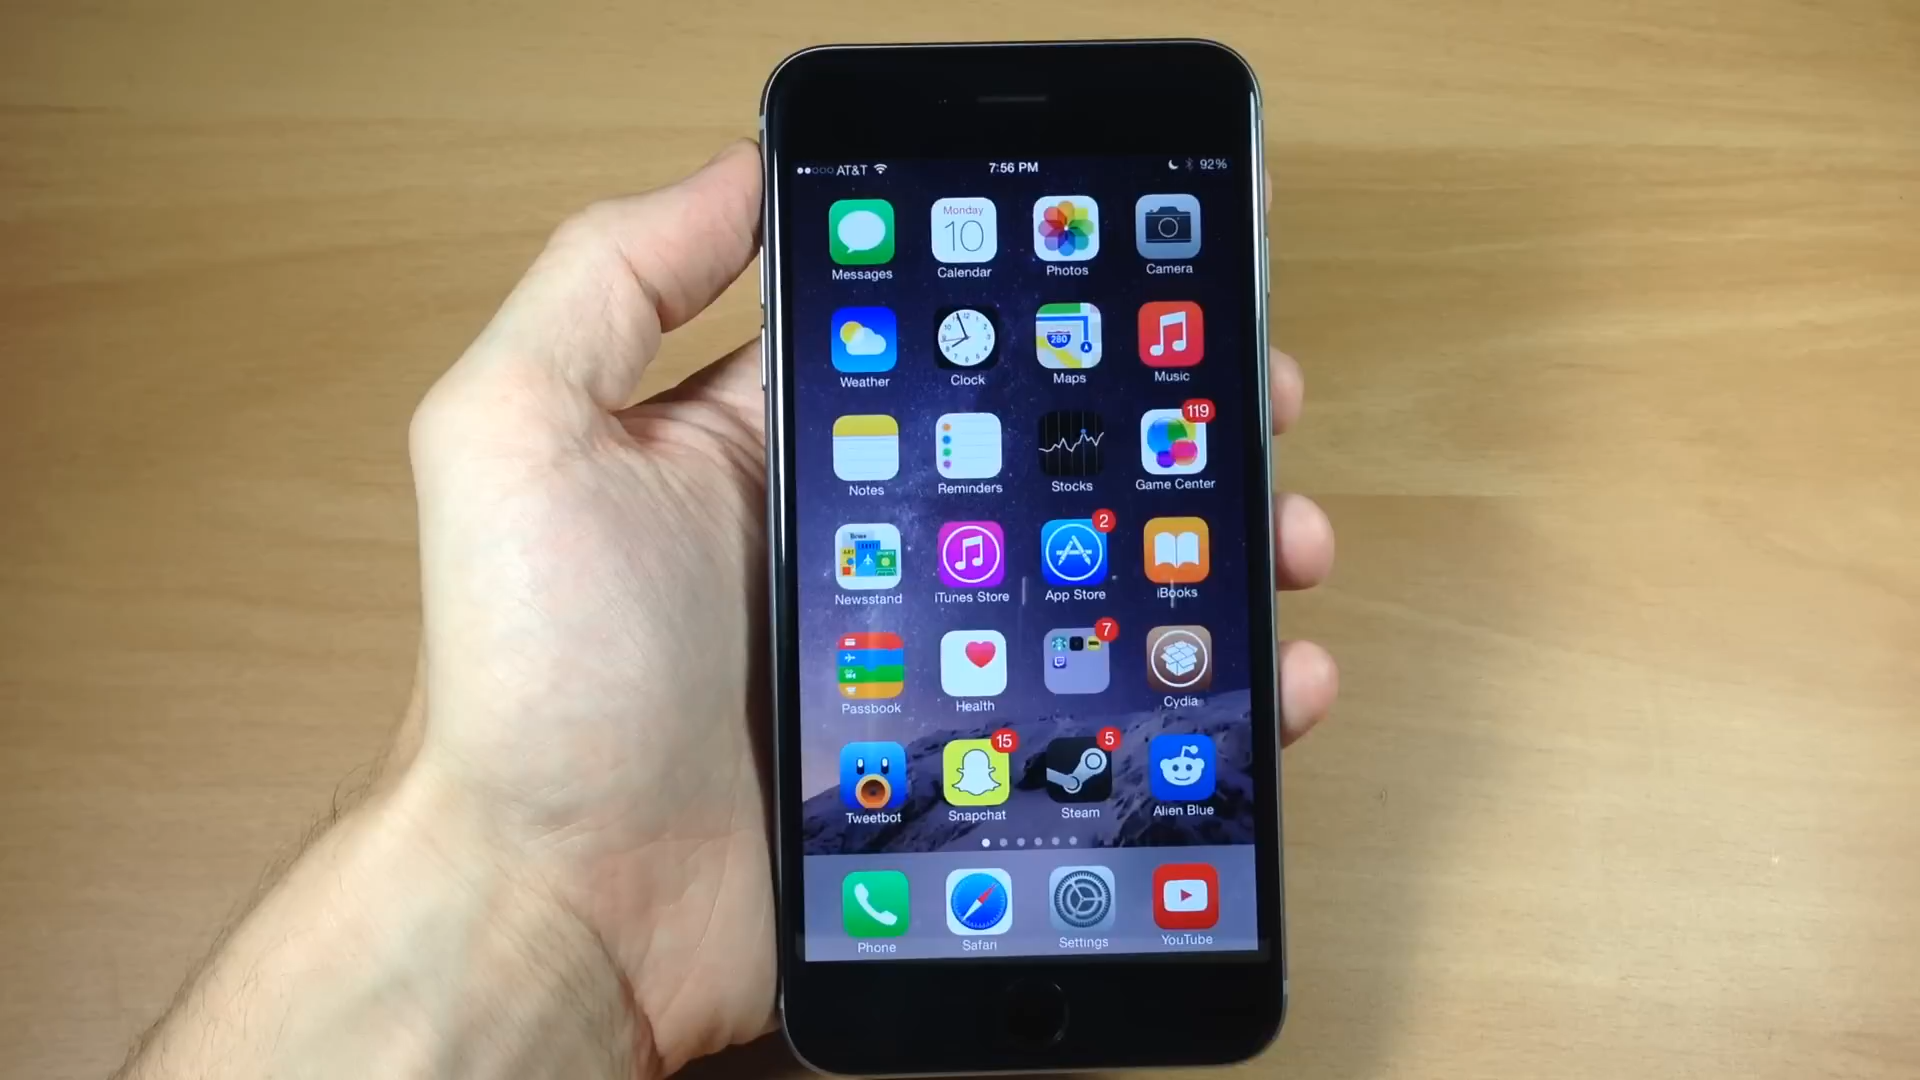 AT&T 7:56 PM 92%
Monday
10
Messages Calendar Photos Camera
280
Weather Clock Maps Music
119
Notes Reminders Stocks Game Center
2
Newsstand iTunes Store App Store iBooks
7
Passbook Health Cydia
15 5
Tweetbot Snapchat Steam Alien Blue
Phone Safari Settings YouTube